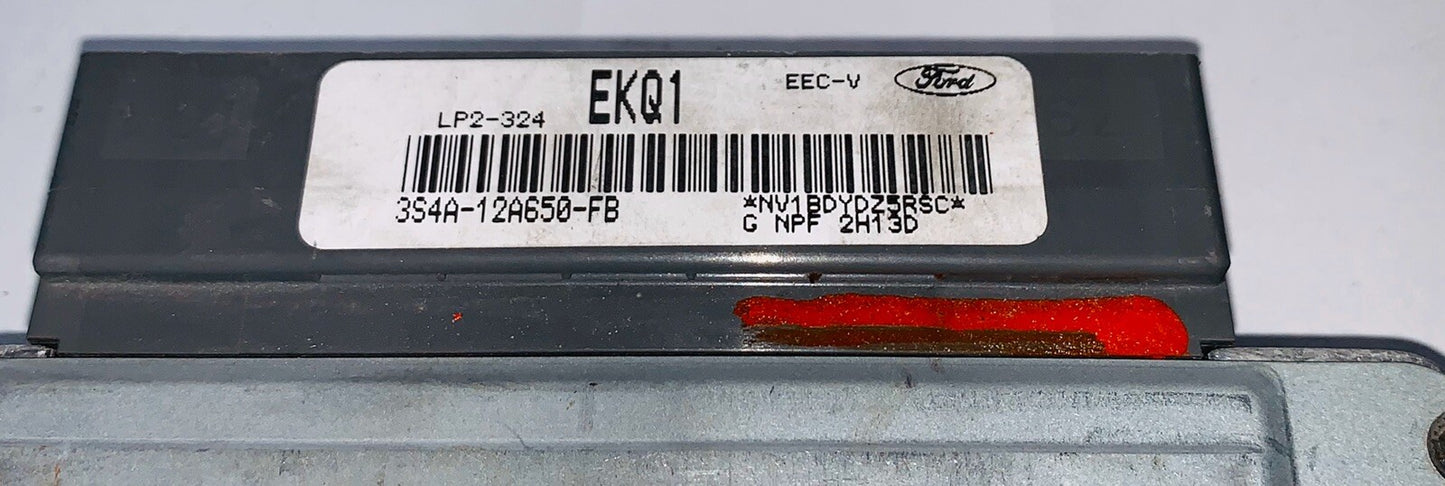 EKQ1 EEC-V Ford
LP2-324
3S4A-12A650-FB *NV1BDYDZ5RSC*
G NPF 2H13D